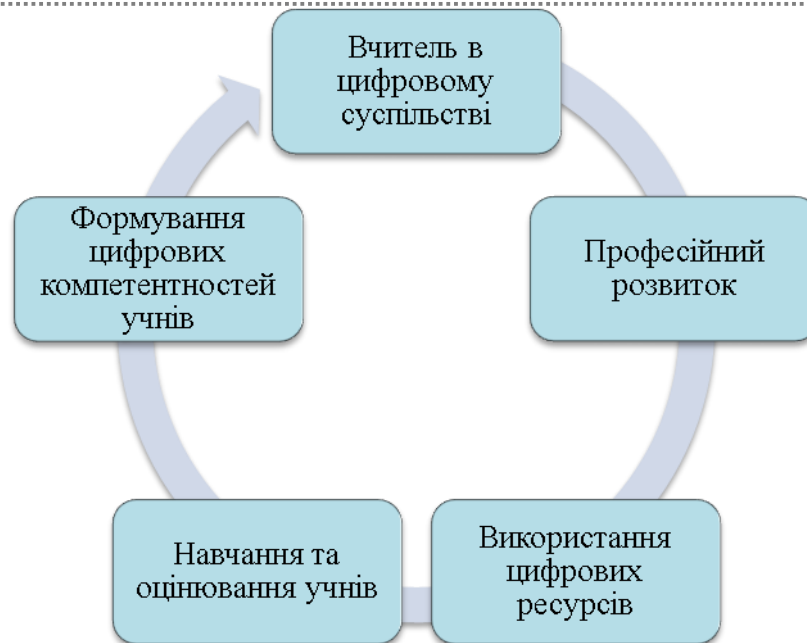 Вчитель в
цифровому
суспільстві
Професійний
розвиток
Використання
цифрових
ресурсів
Навчання та
оцінювання учнів
Формування
цифрових
компетентностей
учнів